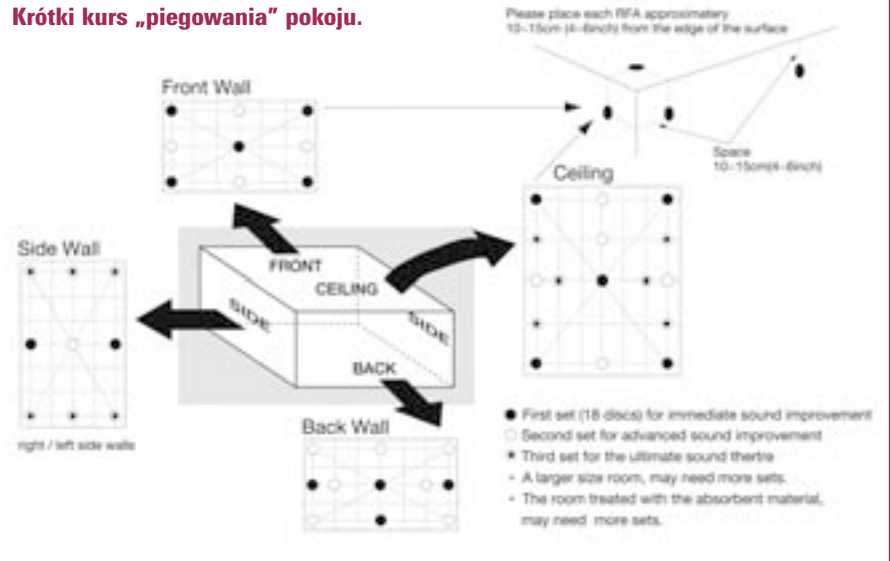 Krótki kurs „piegowania” pokoju.
Please place each RFA approximatery
10~15cm (4~6inch) from the edge of the surface
Front Wall
Space
10~15cm(4~6inch)
Ceiling
Side Wall
FRONT
CEILING
SIDE
SIDE
BACK
right / left side walls
Back Wall
● First set (18 discs) for immediate sound improvement
○ Second set for advanced sound improvement
* Third set for the ultimate sound thertre
- A larger size room, may need more sets.
- The room treated with the absorbent material,
may need more sets.